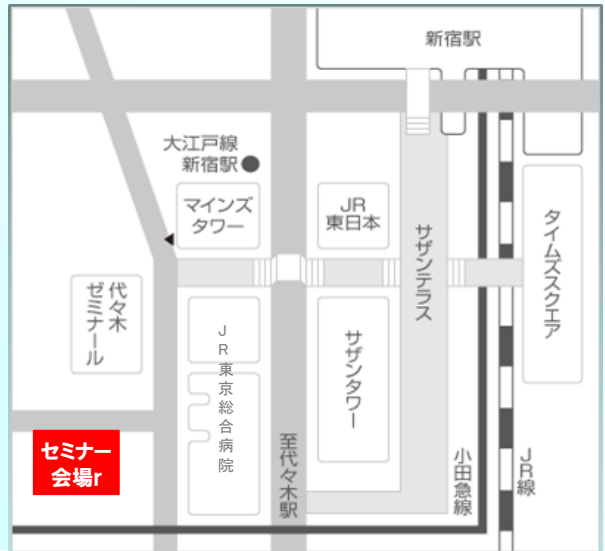 新宿駅
大江戸線
新宿駅
マインズ
タワー
JR
東日本
サザンテラス
タイムズスクエア
代々木
ゼミナール
JR東京総合病院
サザンタワー
セミナー
会場r
至代々木駅
小田急線
JR線